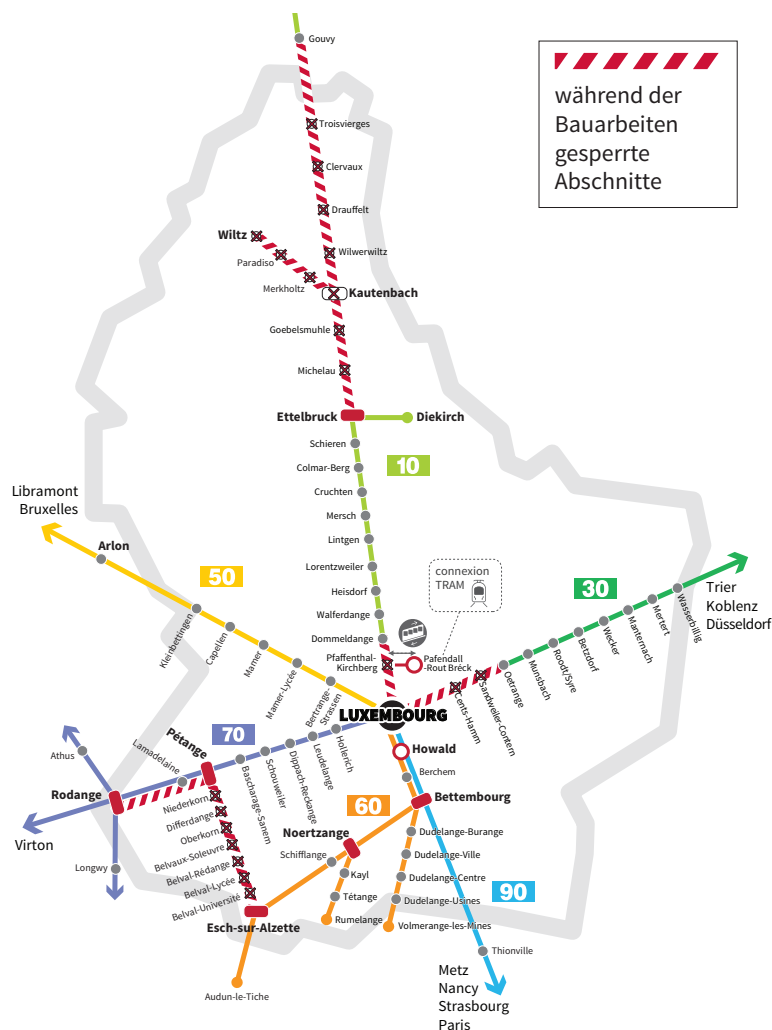 Gouvy
während der
Bauarbeiten
gesperrte
Abschnitte
Troisvierges
Clervaux
Drauffelt
Wiltz
Paradiso
Wilwerwiltz
Merkholtz
Kautenbach
Goebelsmuhle
Michelau
Ettelbruck
Diekirch
Schieren
10
Colmar-Berg
Cruchten
Mersch
Lintgen
Lorentzweiler
Heisdorf
Walferdange
Dommeldange
Pfaffenthal-
Kirchberg
connexion
TRAM
Pafendall
-Rout Bréck
Libramont
Bruxelles
Arlon
50
Kleinbettingen
Capellen
Mamer
Mamer-Lycée
Bertrange-
Strassen
30
Trier
Koblenz
Düsseldorf
Wasserbillig
Mertert
Manternach
Wecker
Betzdorf
Roodt/Syre
Munsbach
Oetrange
Sandweiler-Contern
Cents-Hamm
LUXEMBOURG
70
Athus
Lamadelaine
Pétange
Rodange
Virton
Longwy
Bascharage-Sanem
Schouweiler
Dippach-Reckange
Leudelange
Hollerich
Howald
Berchem
Bettembourg
60
Niederkorn
Differdange
Oberkorn
Belvaux-Soleuvre
Belval-Rédange
Belval-Lycée
Belval-Université
Noertzange
Schifflange
Kayl
Tétange
Rumelange
Dudelange-Burange
Dudelange-Ville
Dudelange-Centre
Dudelange-Usines
Volmerange-les-Mines
90
Esch-sur-Alzette
Audun-le-Tiche
Thionville
Metz
Nancy
Strasbourg
Paris